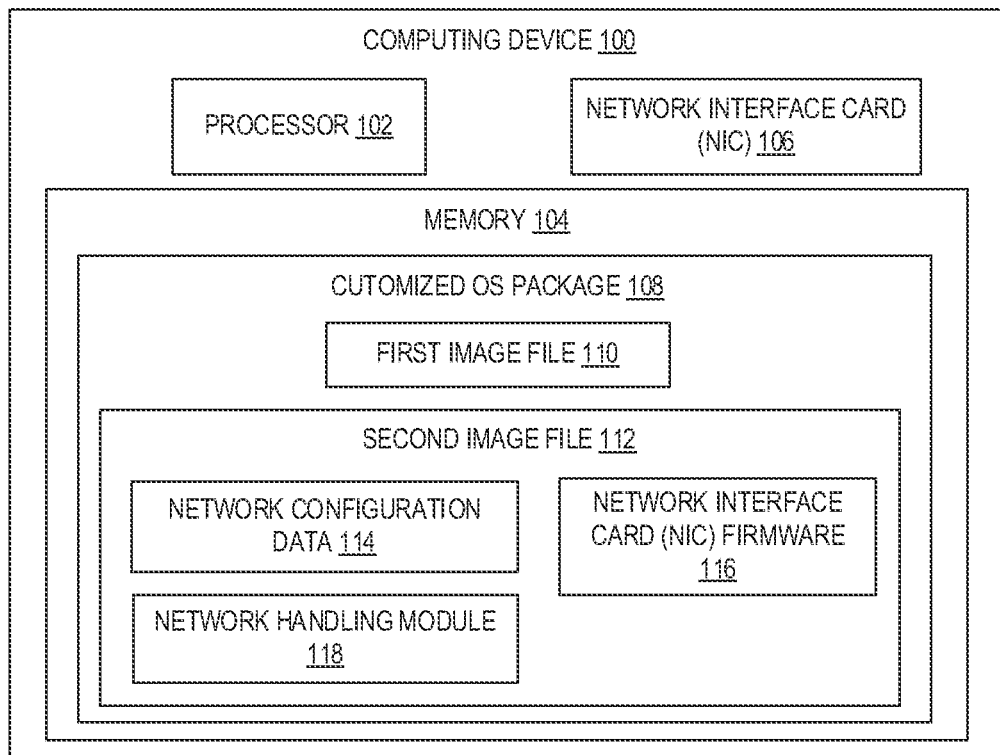 COMPUTING DEVICE 100
PROCESSOR 102
NETWORK INTERFACE CARD
(NIC) 106
MEMORY 104
CUTOMIZED OS PACKAGE 108
FIRST IMAGE FILE 110
SECOND IMAGE FILE 112
NETWORK CONFIGURATION
DATA 114
NETWORK INTERFACE
CARD (NIC) FIRMWARE
116
NETWORK HANDLING MODULE
118